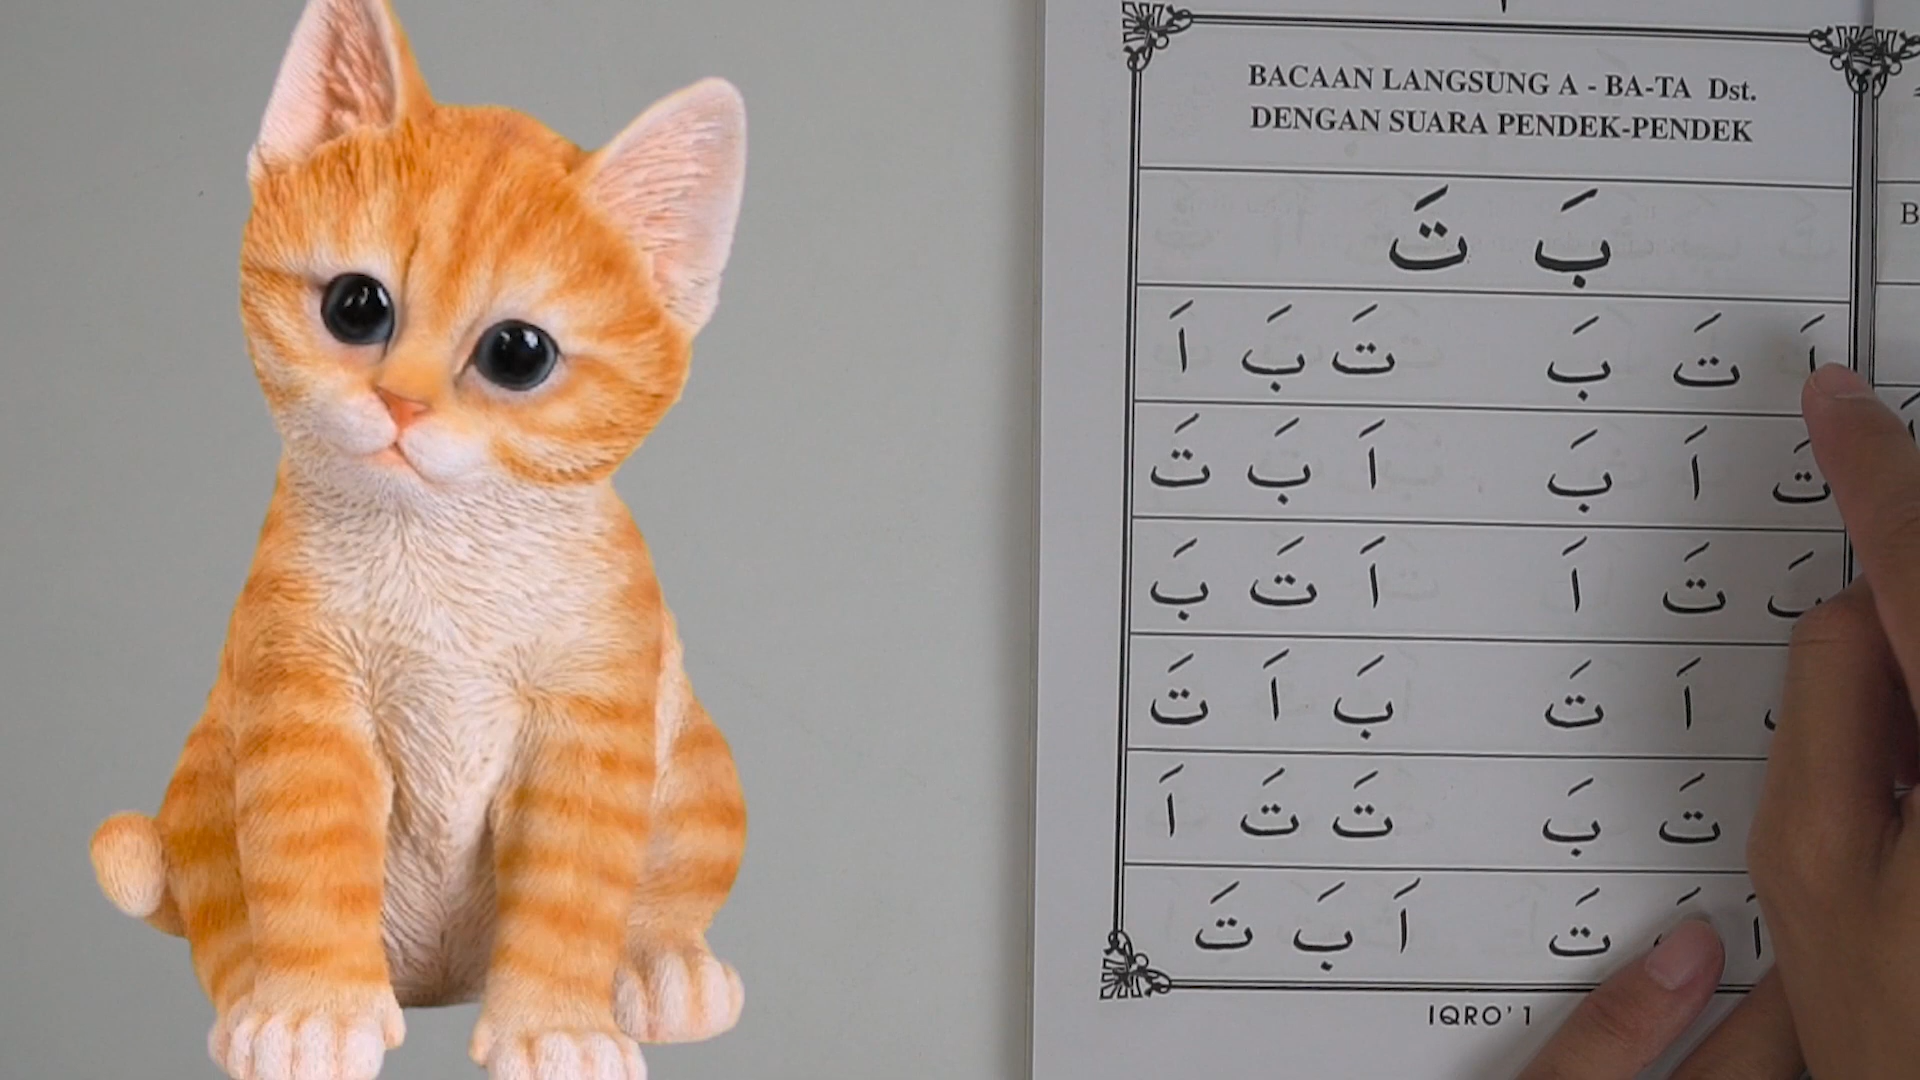 BACAAN LANGSUNG A - BA-TA Dst.
DENGAN SUARA PENDEK-PENDEK
بَ تَ
اَ تَ بَ تَ بَ اَ
تَ اَ بَ اَ بَ تَ
بَ تَ اَ اَ تَ بَ
اَ تَ بَ اَ تَ
تَ بَ تَ تَ اَ
اَ تَ اَ بَ تَ
IQRO' 1
B